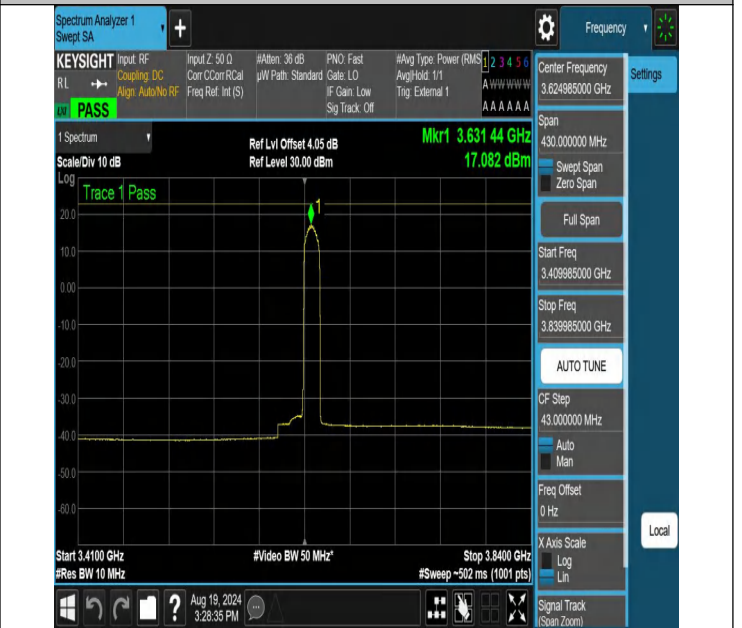 Spectrum Analyzer 1
Swept SA
+
Frequency
KEYSIGHT
RL
PASS
Input: RF
Coupling: DC
Align: Auto/No RF
Input Z: 50 Ω
Corr CCorr RCal
Freq Ref: Int (S)
#Atten: 36 dB
µW Path: Standard
PNO: Fast
Gate: LO
IF Gain: Low
Sig Track: Off
#Avg Type: Power (RMS
Avg|Hold: 1/1
Trig: External 1
1 2 3 4 5 6
A W W W W W
A A A A A A
1 Spectrum
Scale/Div 10 dB
Ref Lvl Offset 4.05 dB
Ref Level 30.00 dBm
Mkr1 3.631 44 GHz
17.082 dBm
Log
Trace 1 Pass
1
20.0
10.0
0.00
-10.0
-20.0
-30.0
-40.0
-50.0
-60.0
Start 3.4100 GHz
#Res BW 10 MHz
#Video BW 50 MHz*
Stop 3.8400 GHz
#Sweep ~502 ms (1001 pts)
Center Frequency
3.624985000 GHz
Settings
Span
430.000000 MHz
Swept Span
Zero Span
Full Span
Start Freq
3.409985000 GHz
Stop Freq
3.839985000 GHz
AUTO TUNE
CF Step
43.000000 MHz
Auto
Man
Freq Offset
0 Hz
X Axis Scale
Log
Lin
Local
Signal Track
(Span Zoom)
?
Aug 19, 2024
3:28:35 PM